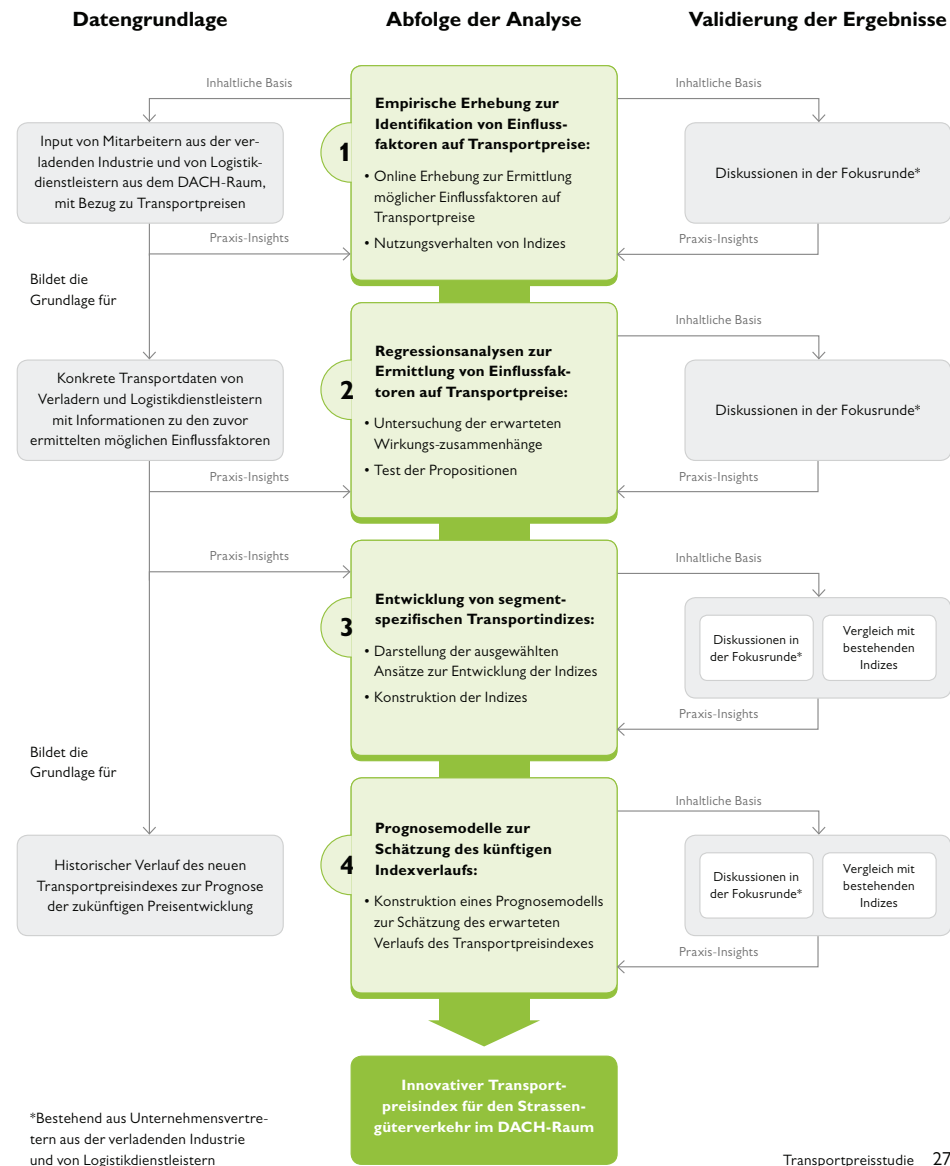 Datengrundlage
Abfolge der Analyse
Validierung der Ergebnisse
Inhaltliche Basis
Inhaltliche Basis
Input von Mitarbeitern aus der ver-
ladenden Industrie und von Logistik-
dienstleistern aus dem DACH-Raum,
mit Bezug zu Transportpreisen
1
Empirische Erhebung zur
Identifikation von Einfluss-
faktoren auf Transportpreise:
• Online Erhebung zur Ermittlung
möglicher Einflussfaktoren auf
Transportpreise
• Nutzungsverhalten von Indizes
Diskussionen in der Fokusrunde*
Praxis-Insights
Praxis-Insights
Bildet die
Grundlage für
Inhaltliche Basis
Konkrete Transportdaten von
Verladern und Logistikdienstleistern
mit Informationen zu den zuvor
ermittelten möglichen Einflussfaktoren
2
Regressionsanalysen zur
Ermittlung von Einflussfak-
toren auf Transportpreise:
• Untersuchung der erwarteten
Wirkungs-zusammenhänge
• Test der Propositionen
Diskussionen in der Fokusrunde*
Praxis-Insights
Praxis-Insights
Praxis-Insights
Inhaltliche Basis
3
Entwicklung von segment-
spezifischen Transportindizes:
• Darstellung der ausgewählten
Ansätze zur Entwicklung der Indizes
• Konstruktion der Indizes
Diskussionen in
der Fokusrunde*
Vergleich mit
bestehenden
Indizes
Praxis-Insights
Bildet die
Grundlage für
Inhaltliche Basis
Historischer Verlauf des neuen
Transportpreisindexes zur Prognose
der zukünftigen Preisentwicklung
4
Prognosemodelle zur
Schätzung des künftigen
Indexverlaufs:
• Konstruktion eines Prognosemodells
zur Schätzung des erwarteten
Verlaufs des Transportpreisindexes
Diskussionen in
der Fokusrunde*
Vergleich mit
bestehenden
Indizes
Praxis-Insights
Innovativer Transport-
preisindex für den Strassen-
güterverkehr im DACH-Raum
*Bestehend aus Unternehmensvertre-
tern aus der verladenden Industrie
und von Logistikdienstleistern
Transportpreisstudie 27